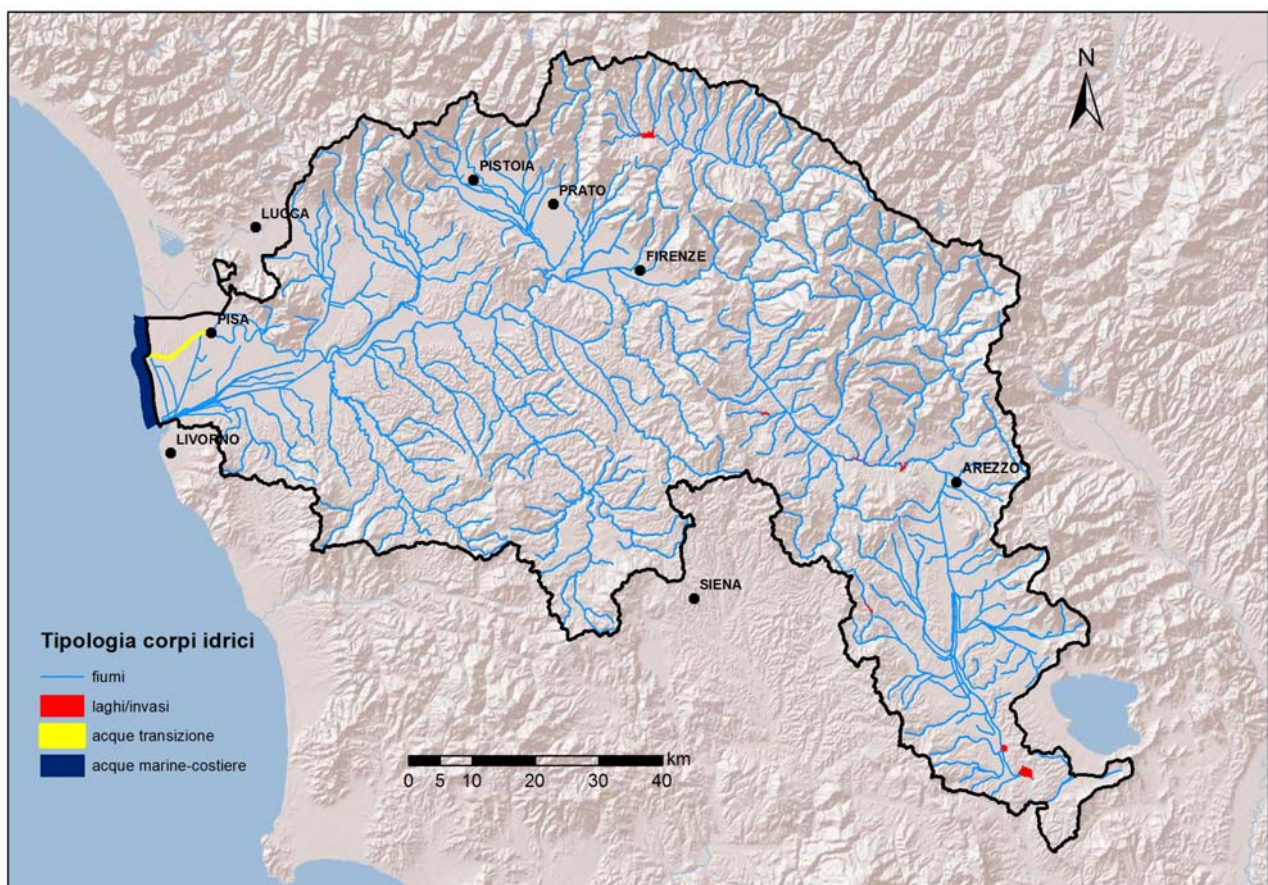 N
PISTOIA
PRATO
LUCCA
FIRENZE
PISA
LIVORNO
AREZZO
SIENA
Tipologia corpi idrici
fiumi
laghi/invasi
acque transizione
acque marine-costiere
km
0 5 10 20 30 40